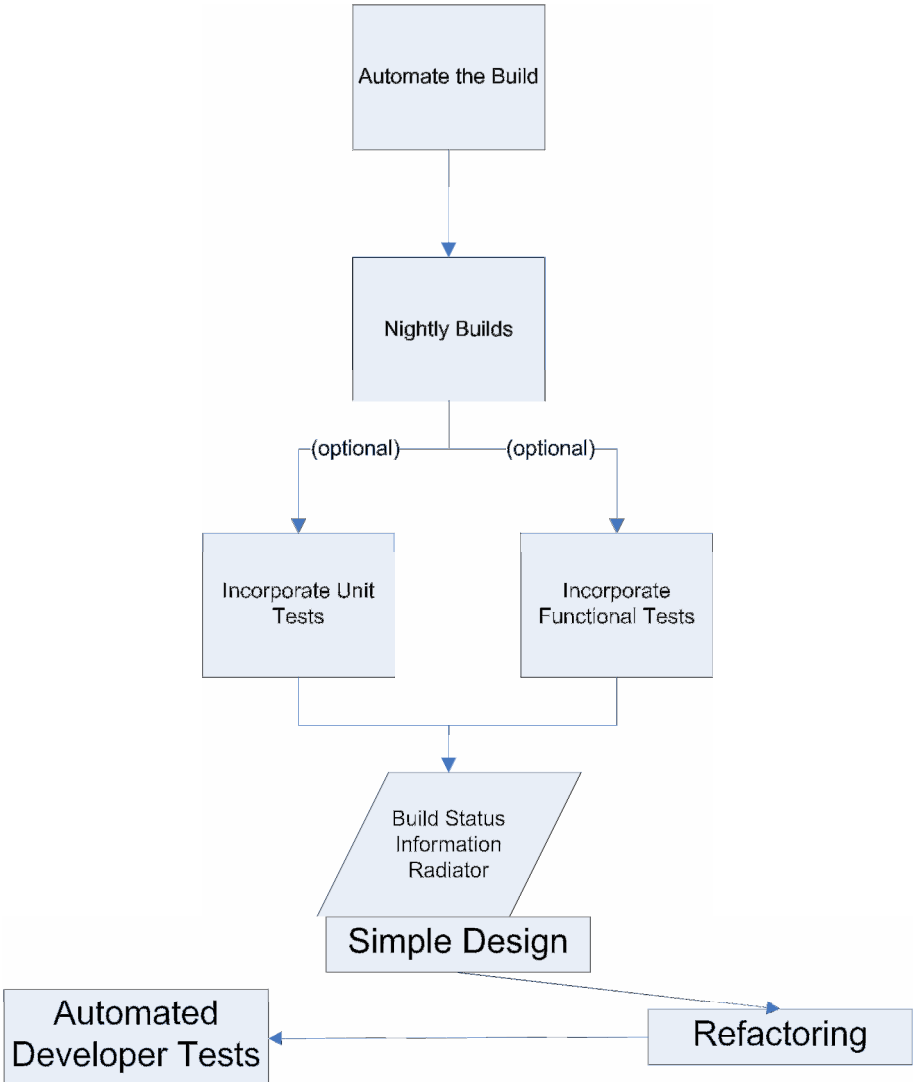 Automate the Build
Nightly Builds
(optional)
(optional)
Incorporate Unit
Tests
Incorporate
Functional Tests
Build Status
Information
Radiator
Simple Design
Automated
Developer Tests
Refactoring